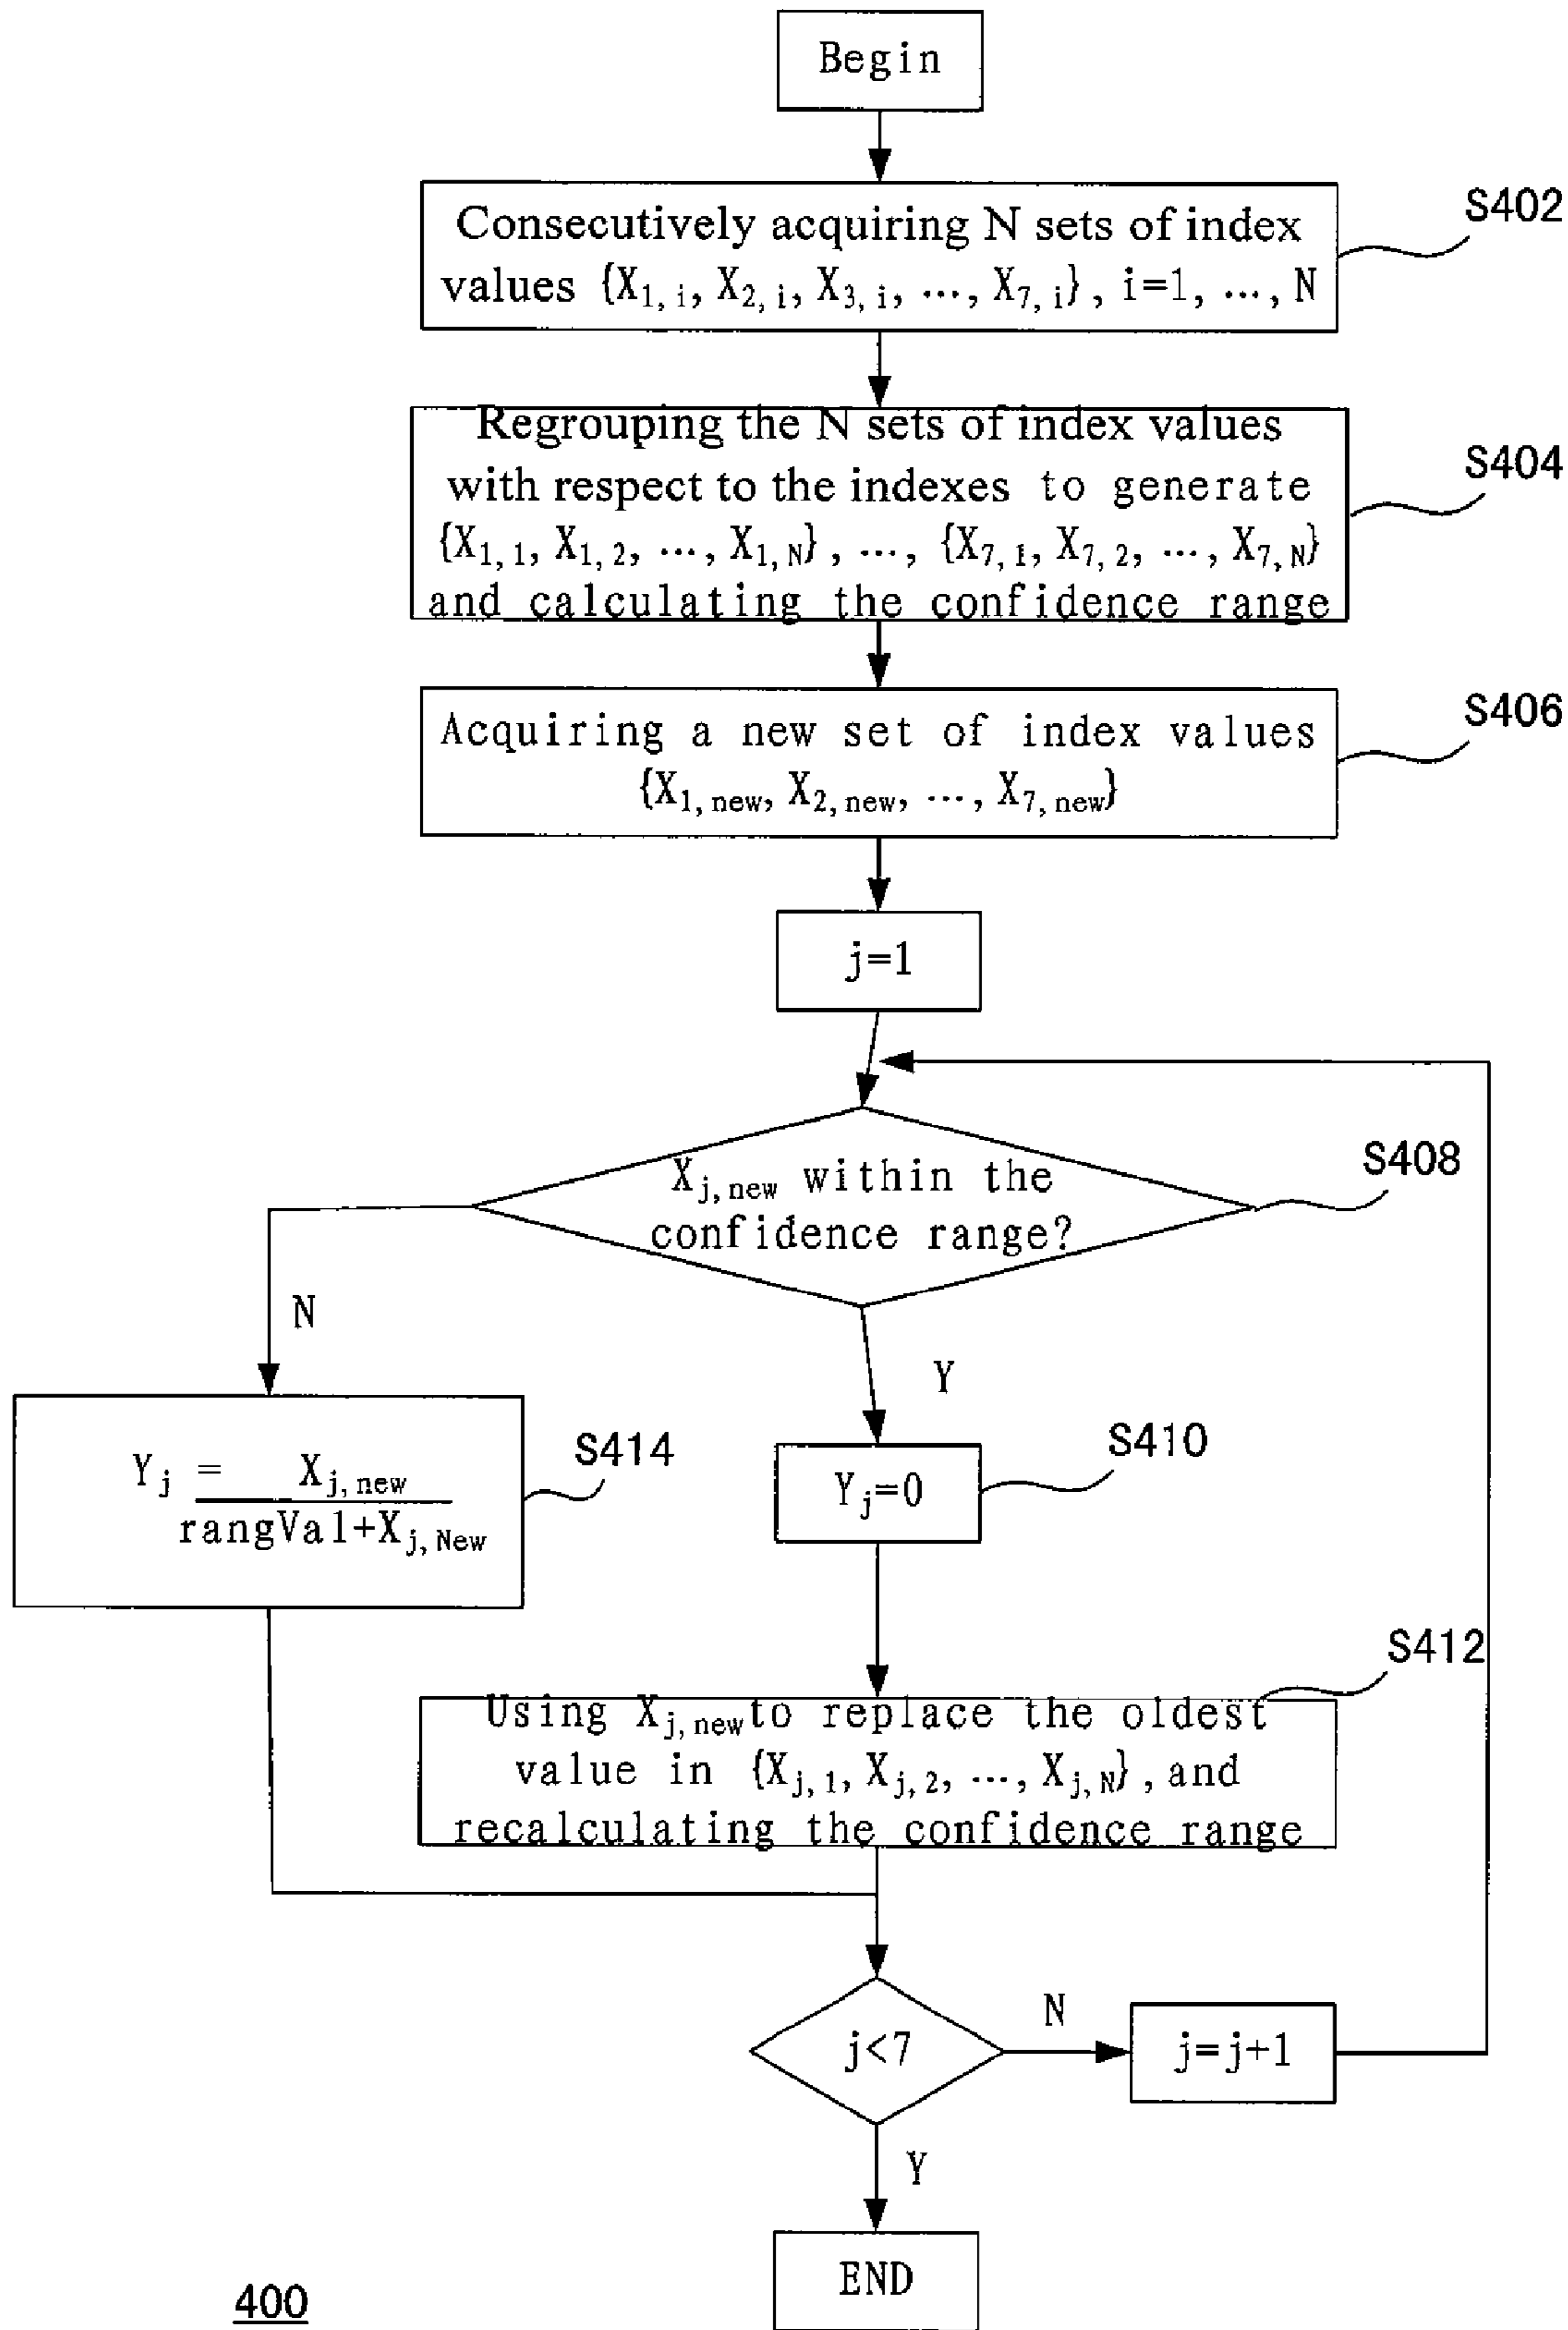 Begin
Consecutively acquiring N sets of index
values {X1, i, X2, i, X3, i, …, X7, i}, i=1, …, N
S402
Regrouping the N sets of index values
with respect to the indexes to generate
{X1, 1, X1, 2, …, X1, N}, …, {X7, 1, X7, 2, …, X7, N}
and calculating the confidence range
S404
Acquiring a new set of index values
{X1, new, X2, new, …, X7, new}
S406
j=1
Xj, new within the
confidence range?
S408
N
Y
Yj = Xj, new
rangVal+Xj, New
S414
Yj=0
S410
S412
Using Xj, new to replace the oldest
value in {Xj, 1, Xj, 2, …, Xj, N}, and
recalculating the confidence range
j<7
N
j=j+1
Y
END
400